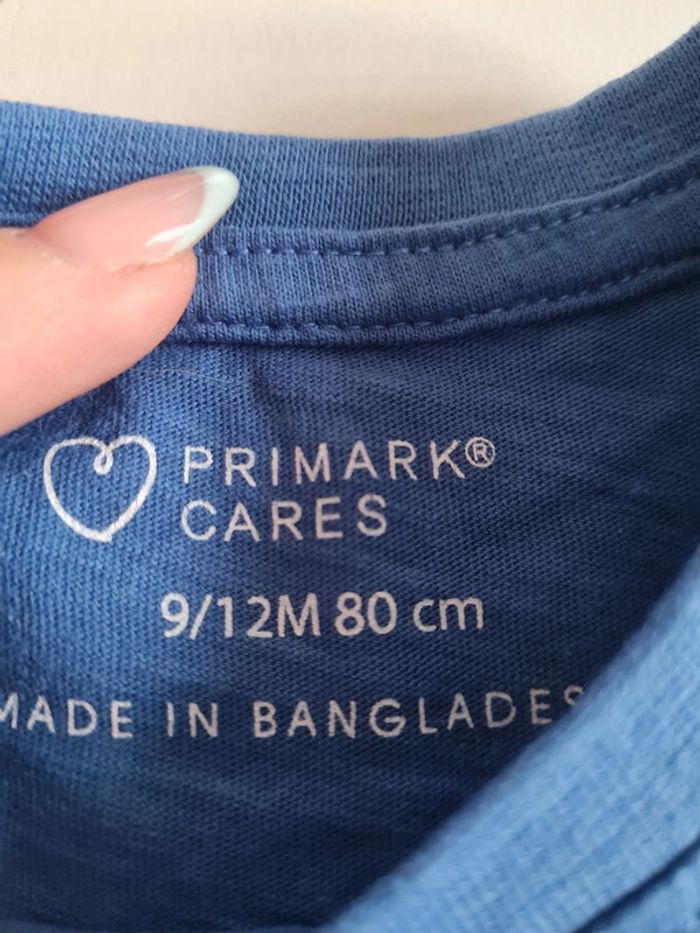 PRIMARK®
CARES
9/12M 80 cm
MADE IN BANGLADES